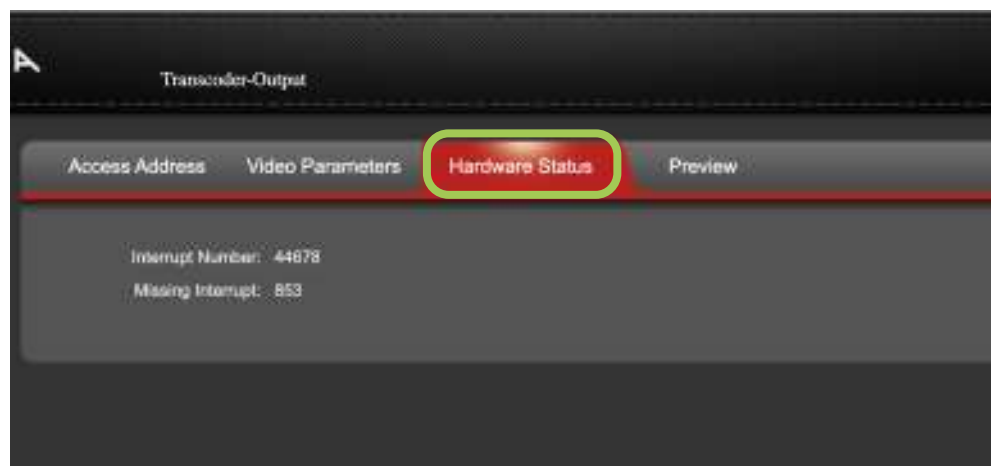 A
Transcoder-Output
Access Address Video Parameters Hardware Status Preview
Interrupt Number: 44678
Missing Interrupt: 853